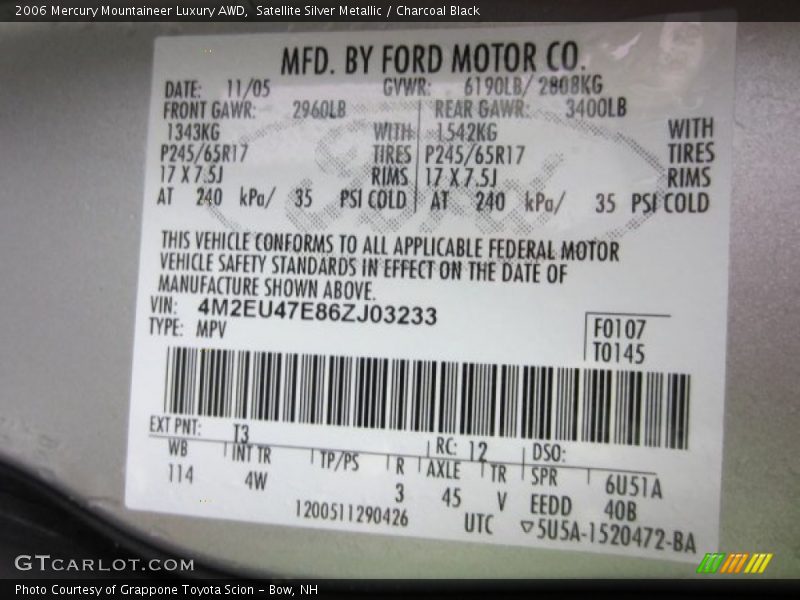 2006 Mercury Mountaineer Luxury AWD,  Satellite Silver Metallic / Charcoal Black
MFD. BY FORD MOTOR CO.
DATE: 11/05 GVWR: 6190LB/ 2808KG
FRONT GAWR: 2960LB REAR GAWR: 3400LB
1343KG WITH 1542KG WITH
P245/65R17 TIRES P245/65R17 TIRES
17 X 7.5J RIMS 17 X 7.5J RIMS
AT 240 kPa/ 35 PSI COLD AT 240 kPa/ 35 PSI COLD
THIS VEHICLE CONFORMS TO ALL APPLICABLE FEDERAL MOTOR
VEHICLE SAFETY STANDARDS IN EFFECT ON THE DATE OF
MANUFACTURE SHOWN ABOVE.
VIN: 4M2EU47E86ZJ03233
TYPE: MPV
F0107
T0145
EXT PNT: T3 RC: 12 DSO:
WB INT TR TP/PS R AXLE TR SPR 6U51A
114 4W 3 45 V EEDD 40B
1200511290426 UTC ▽5U5A-1520472-BA
GTCARLOT.COM
Photo Courtesy of Grappone Toyota Scion - Bow, NH